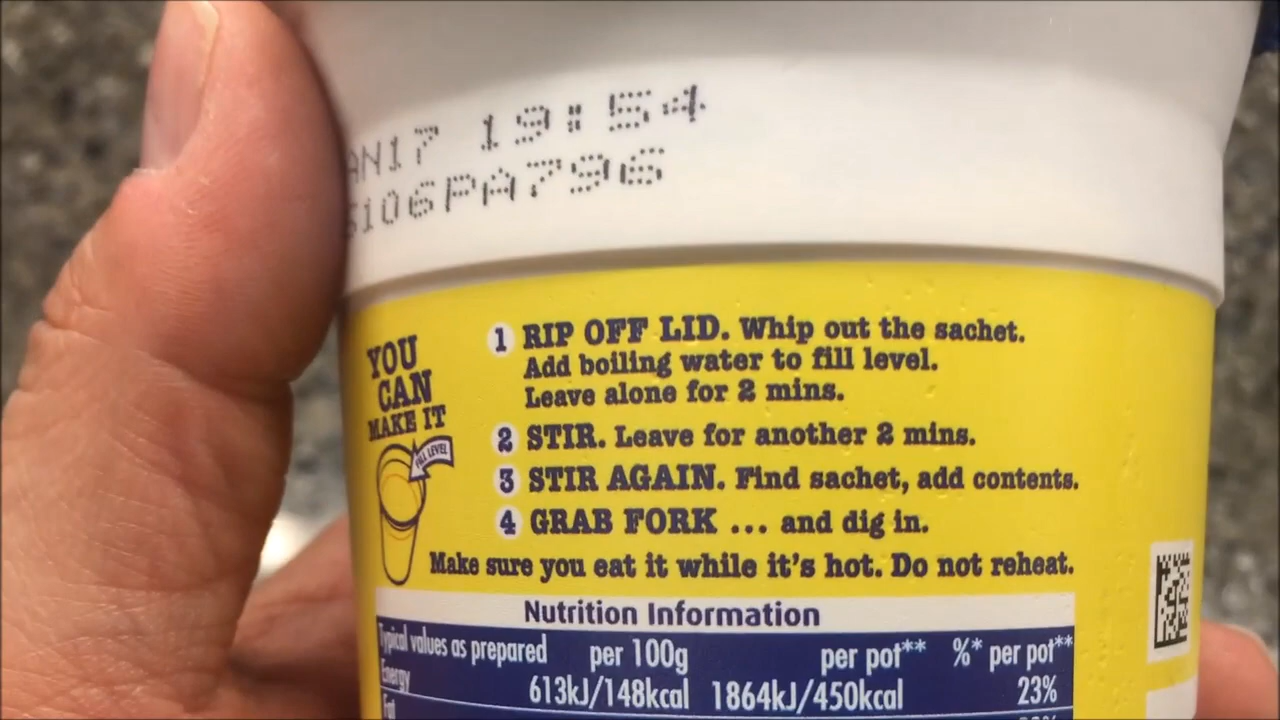 AN17 19:54
6106PA796
YOU
CAN
MAKE IT
FILL LEVEL
1 RIP OFF LID. Whip out the sachet.
Add boiling water to fill level.
Leave alone for 2 mins.
2 STIR. Leave for another 2 mins.
3 STIR AGAIN. Find sachet, add contents.
4 GRAB FORK ... and dig in.
Make sure you eat it while it's hot. Do not reheat.
Nutrition Information
Typical values as prepared per 100g per pot** %* per pot**
Energy 613kJ/148kcal 1864kJ/450kcal 23%
Fat